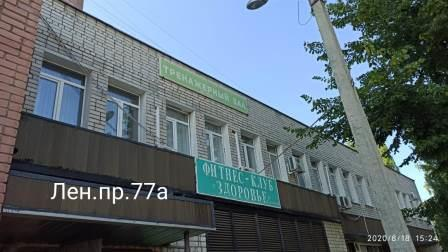 ТРЕНАЖЕРНЫЙ ЗАЛ
ФИТНЕС-КЛУБ
«ЗДОРОВЬЕ»
Лен.пр.77а
2020/6/18 15:24